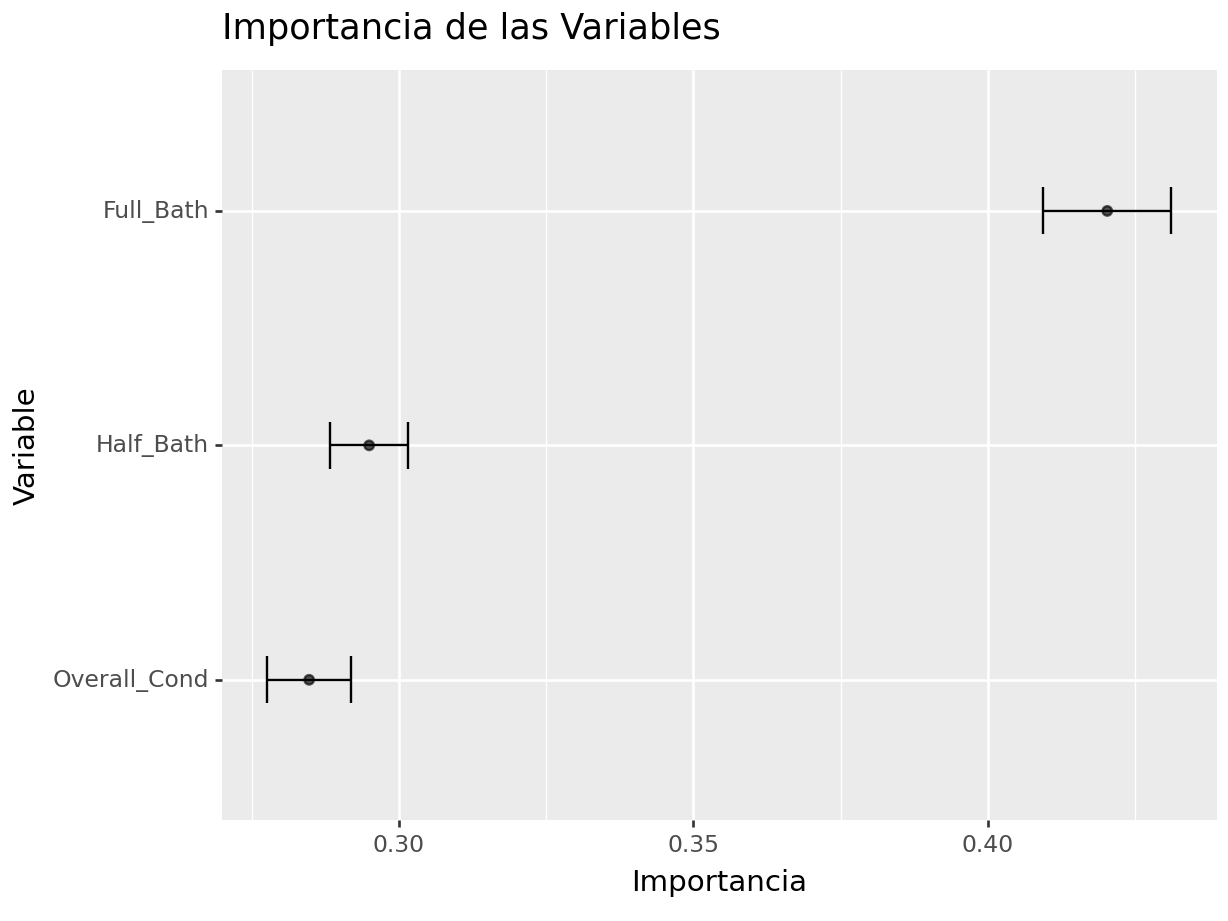 Importancia de las Variables
Full_Bath
Half_Bath
Overall_Cond
Variable
0.30
0.35
0.40
Importancia